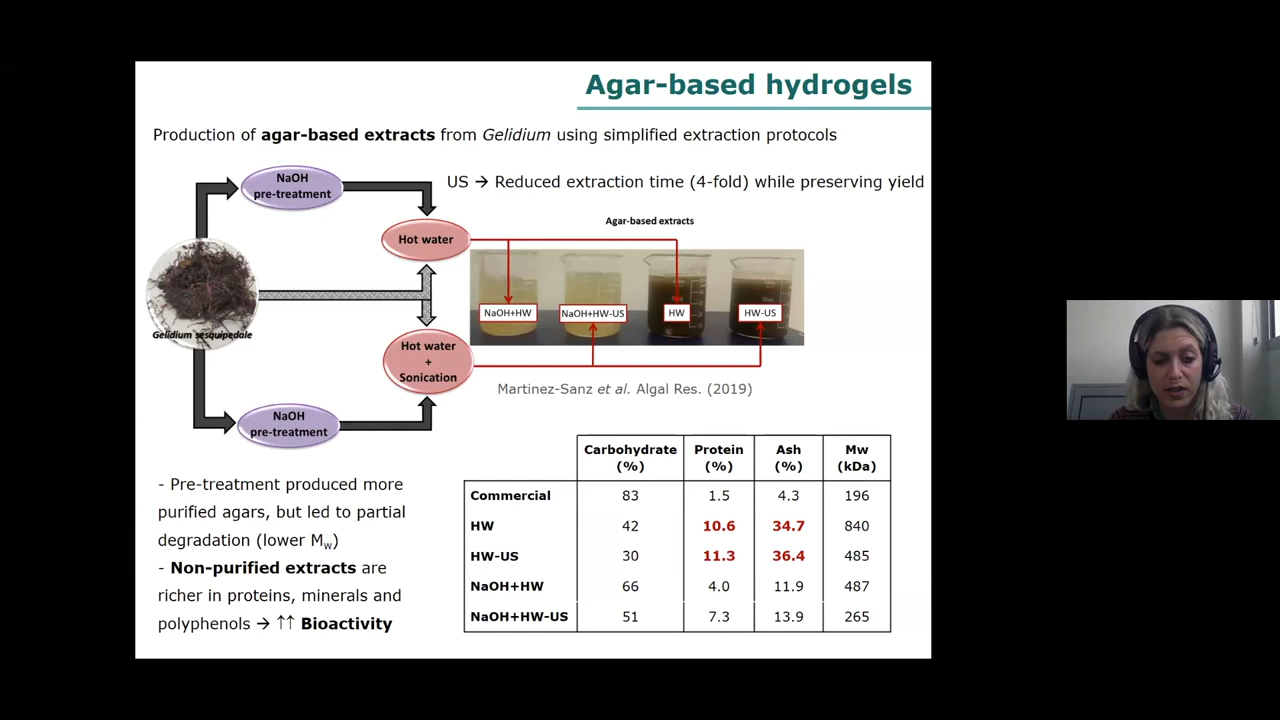 Agar-based hydrogels
Production of agar-based extracts from Gelidium using simplified extraction protocols
NaOH
pre-treatment
US → Reduced extraction time (4-fold) while preserving yield
Agar-based extracts
Hot water
NaOH+HW
NaOH+HW-US
HW
HW-US
Gelidium sesquipedale
Hot water
+
Sonication
Martinez-Sanz et al. Algal Res. (2019)
NaOH
pre-treatment
- Pre-treatment produced more
purified agars, but led to partial
degradation (lower Mw)
- Non-purified extracts are
richer in proteins, minerals and
polyphenols → ↑↑ Bioactivity
Carbohydrate (%) Protein (%) Ash (%) Mw (kDa)
Commercial 83 1.5 4.3 196
HW 42 10.6 34.7 840
HW-US 30 11.3 36.4 485
NaOH+HW 66 4.0 11.9 487
NaOH+HW-US 51 7.3 13.9 265